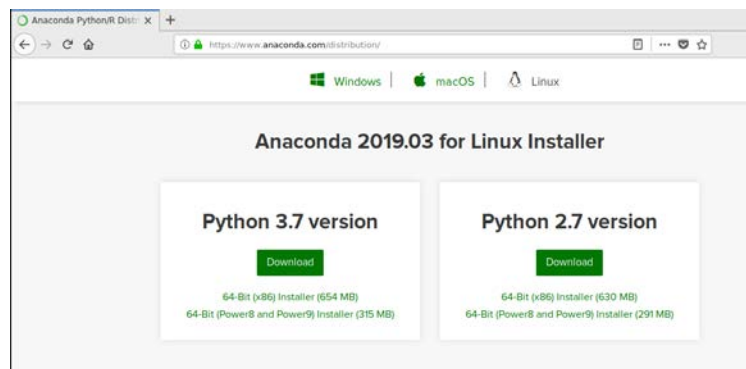 Anaconda Python/R Distr X +
https://www.anaconda.com/distribution/
Windows | macOS | Linux
Anaconda 2019.03 for Linux Installer
Python 3.7 version
Download
64-Bit (x86) Installer (654 MB)
64-Bit (Power8 and Power9) Installer (315 MB)
Python 2.7 version
Download
64-Bit (x86) Installer (630 MB)
64-Bit (Power8 and Power9) Installer (291 MB)